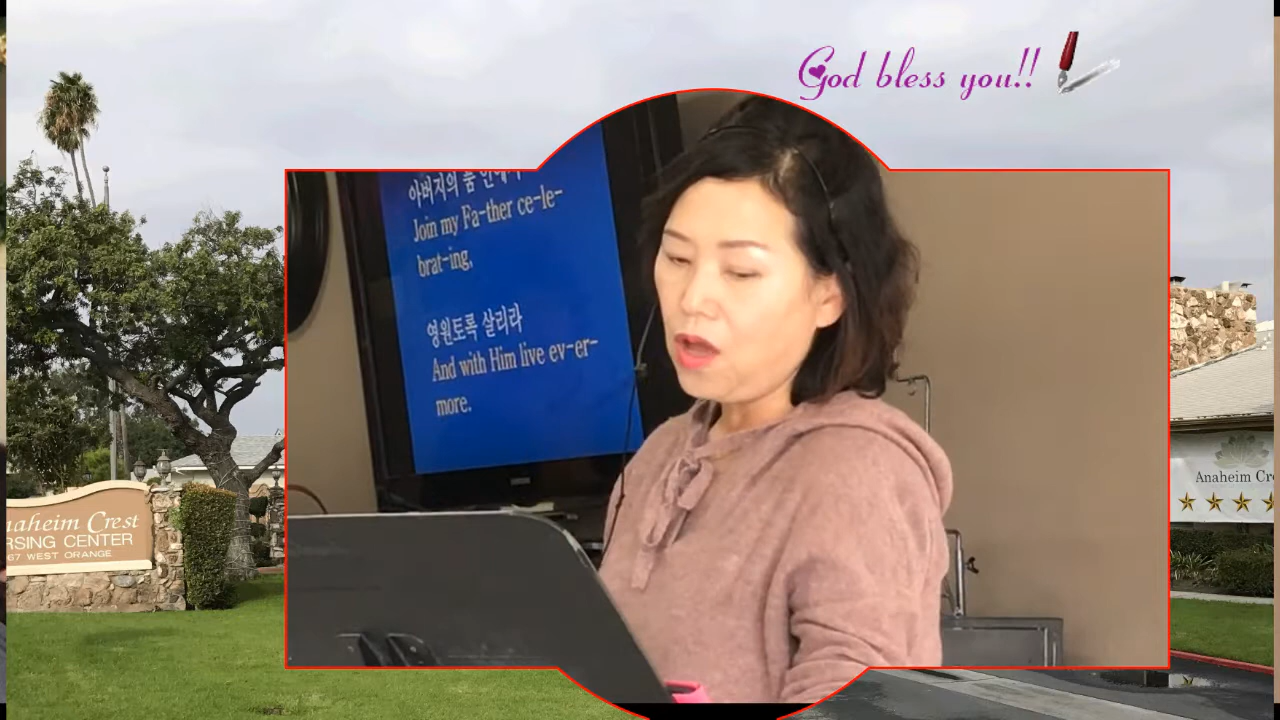 God bless you!!
아버지의 품 안에서
Join my Fa-ther ce-le-
brat-ing,
영원토록 살리라
And with Him live ev-er-
more.
naheim Crest
RSING CENTER
67 WEST ORANGE
Anaheim Cre